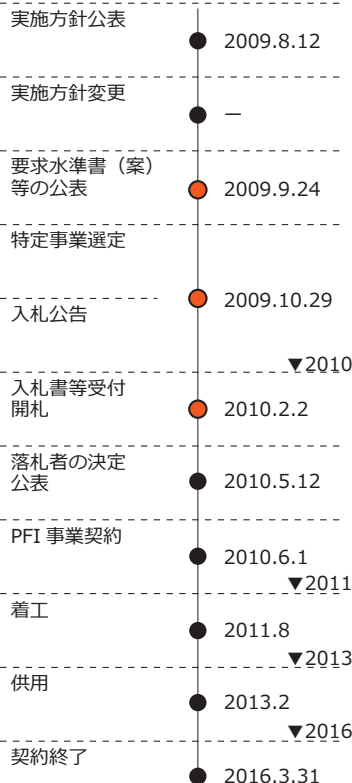 実施方針公表
2009.8.12
実施方針変更
—
要求水準書（案）
等の公表
2009.9.24
特定事業選定
2009.10.29
入札公告
▼2010
入札書等受付
開札
2010.2.2
落札者の決定
公表
2010.5.12
PFI 事業契約
2010.6.1
▼2011
着工
2011.8
▼2013
供用
2013.2
▼2016
契約終了
2016.3.31